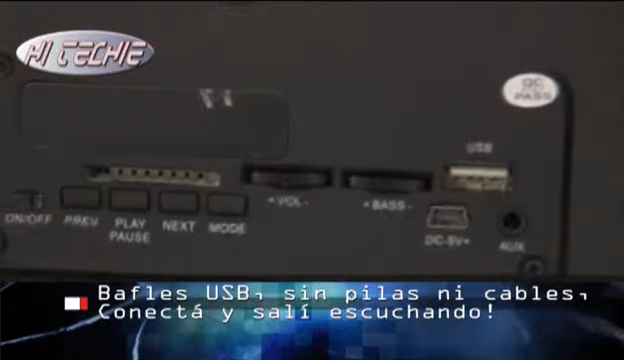 HI TECHIE
QC
PASS
USB
+VOL-
+BASS-
ON/OFF
PREV
PLAY
PAUSE
NEXT
MODE
DC-5V+
AUX
Bafles USB, sin pilas ni cables,
Conectá y salí escuchando!